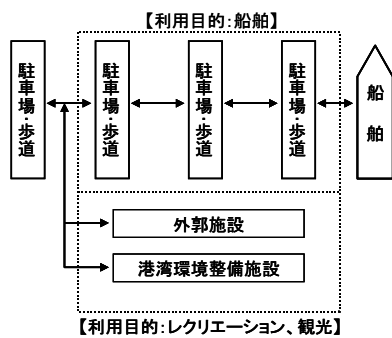 【利用目的:船舶】
駐車場・歩道
駐車場・歩道
駐車場・歩道
駐車場・歩道
船舶
外郭施設
港湾環境整備施設
【利用目的:レクリエーション、観光】